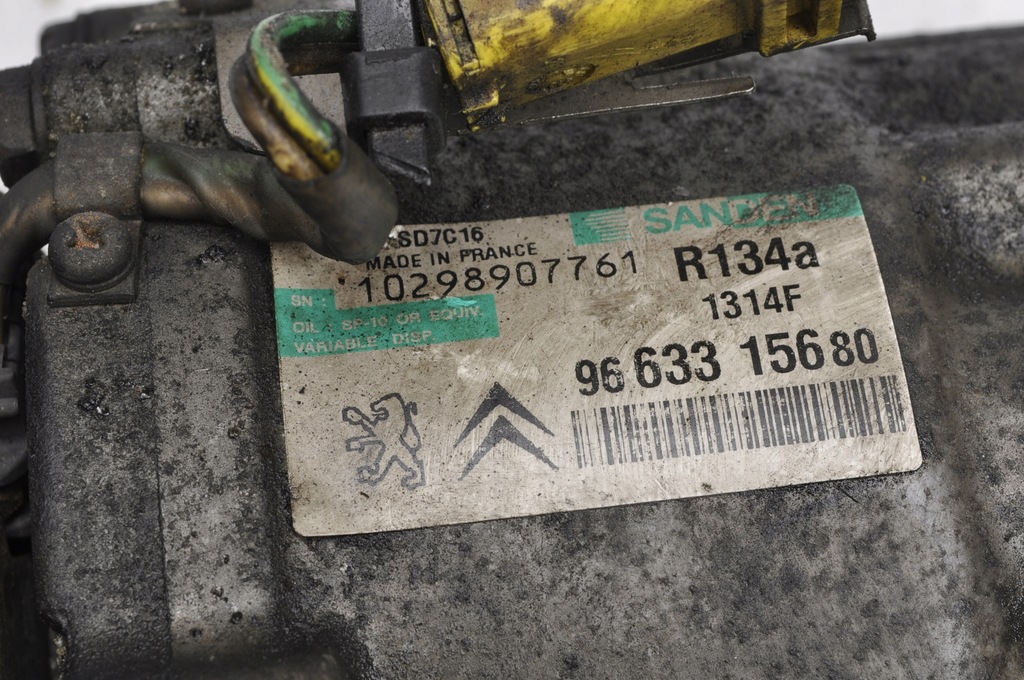 SANDEN
SD7C16
MADE IN FRANCE
10298907761
R134a
SN :
1314F
OIL : SP-10 OR EQUIV.
VARIABLE DISP.
96 633 156 80